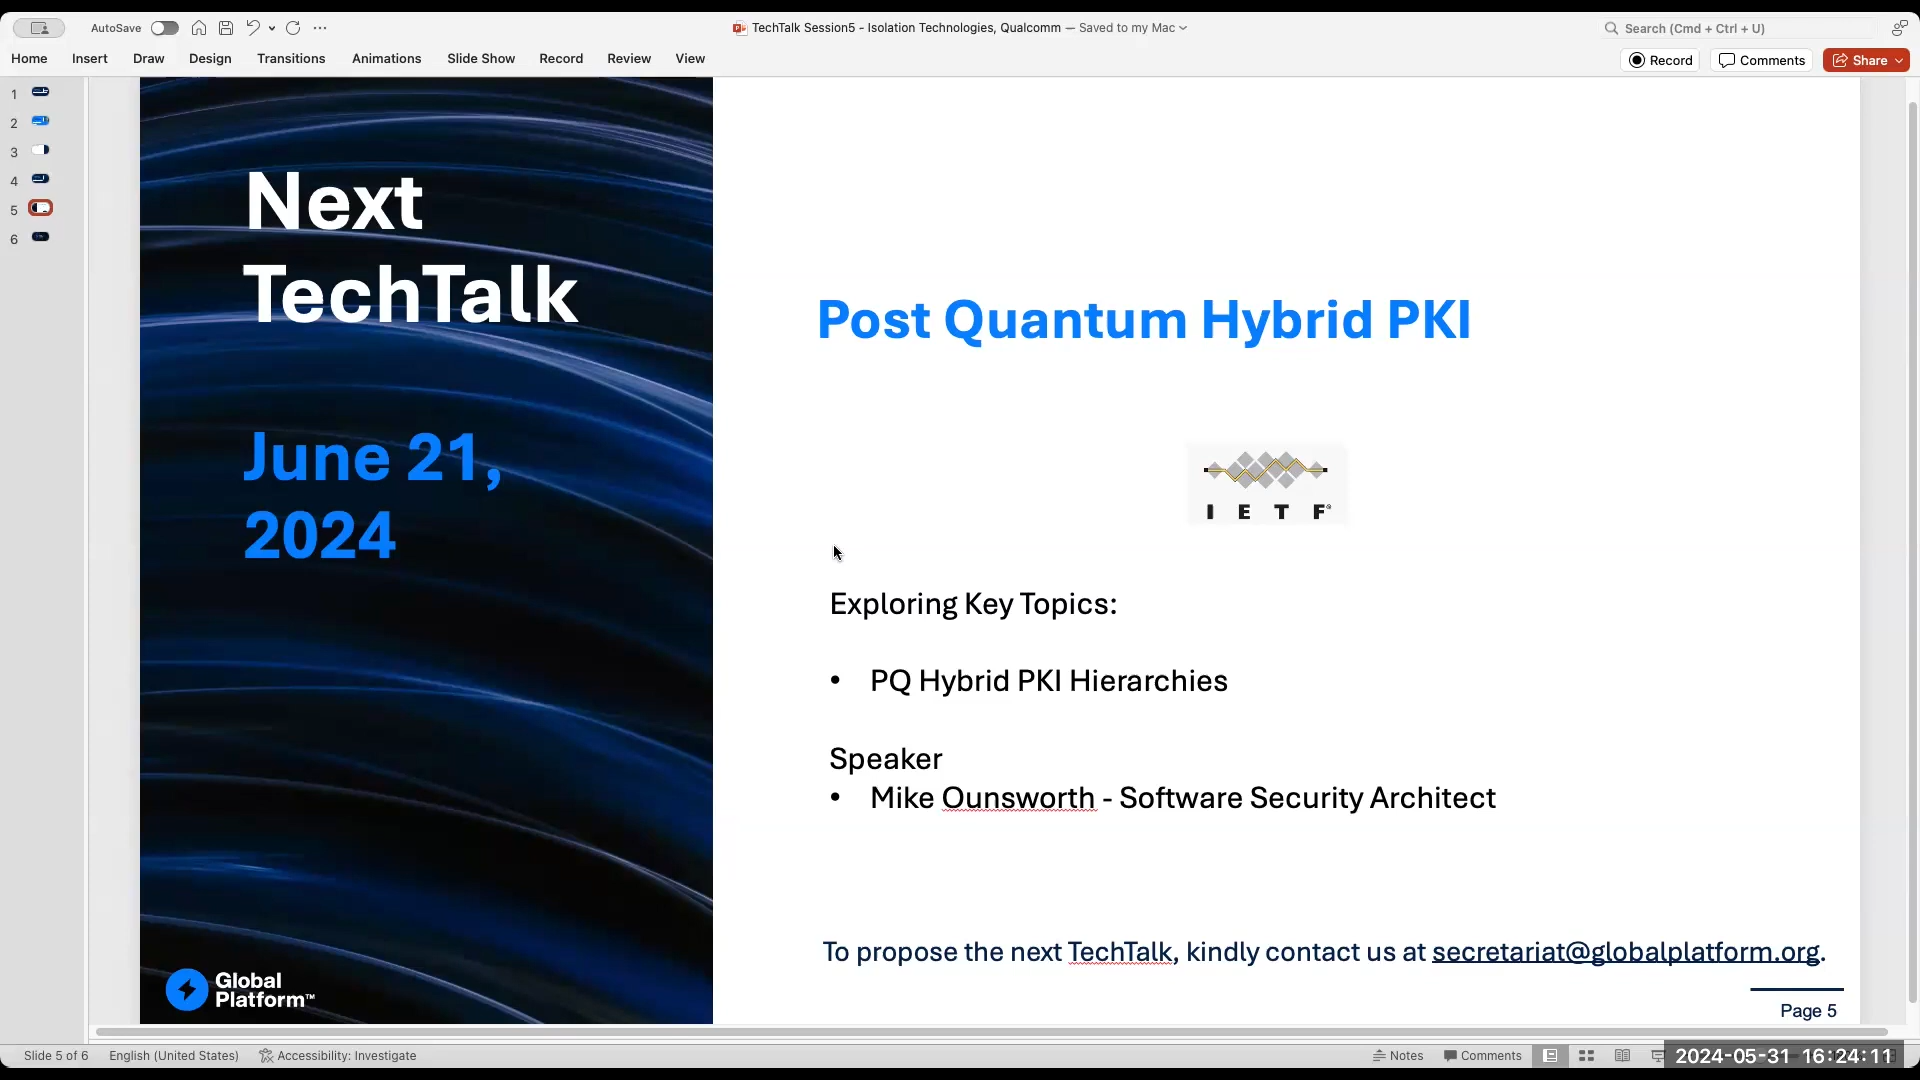 AutoSave
TechTalk Session5 - Isolation Technologies, Qualcomm — Saved to my Mac
Search (Cmd + Ctrl + U)
Home Insert Draw Design Transitions Animations Slide Show Record Review View
Record Comments Share
1
2
3
4
5
6
Next
TechTalk
June 21,
2024
Global
Platform™
Post Quantum Hybrid PKI
I E T F®
Exploring Key Topics:
• PQ Hybrid PKI Hierarchies
Speaker
• Mike Ounsworth - Software Security Architect
To propose the next TechTalk, kindly contact us at secretariat@globalplatform.org.
Page 5
Slide 5 of 6 English (United States) Accessibility: Investigate
Notes Comments
2024-05-31 16:24:11